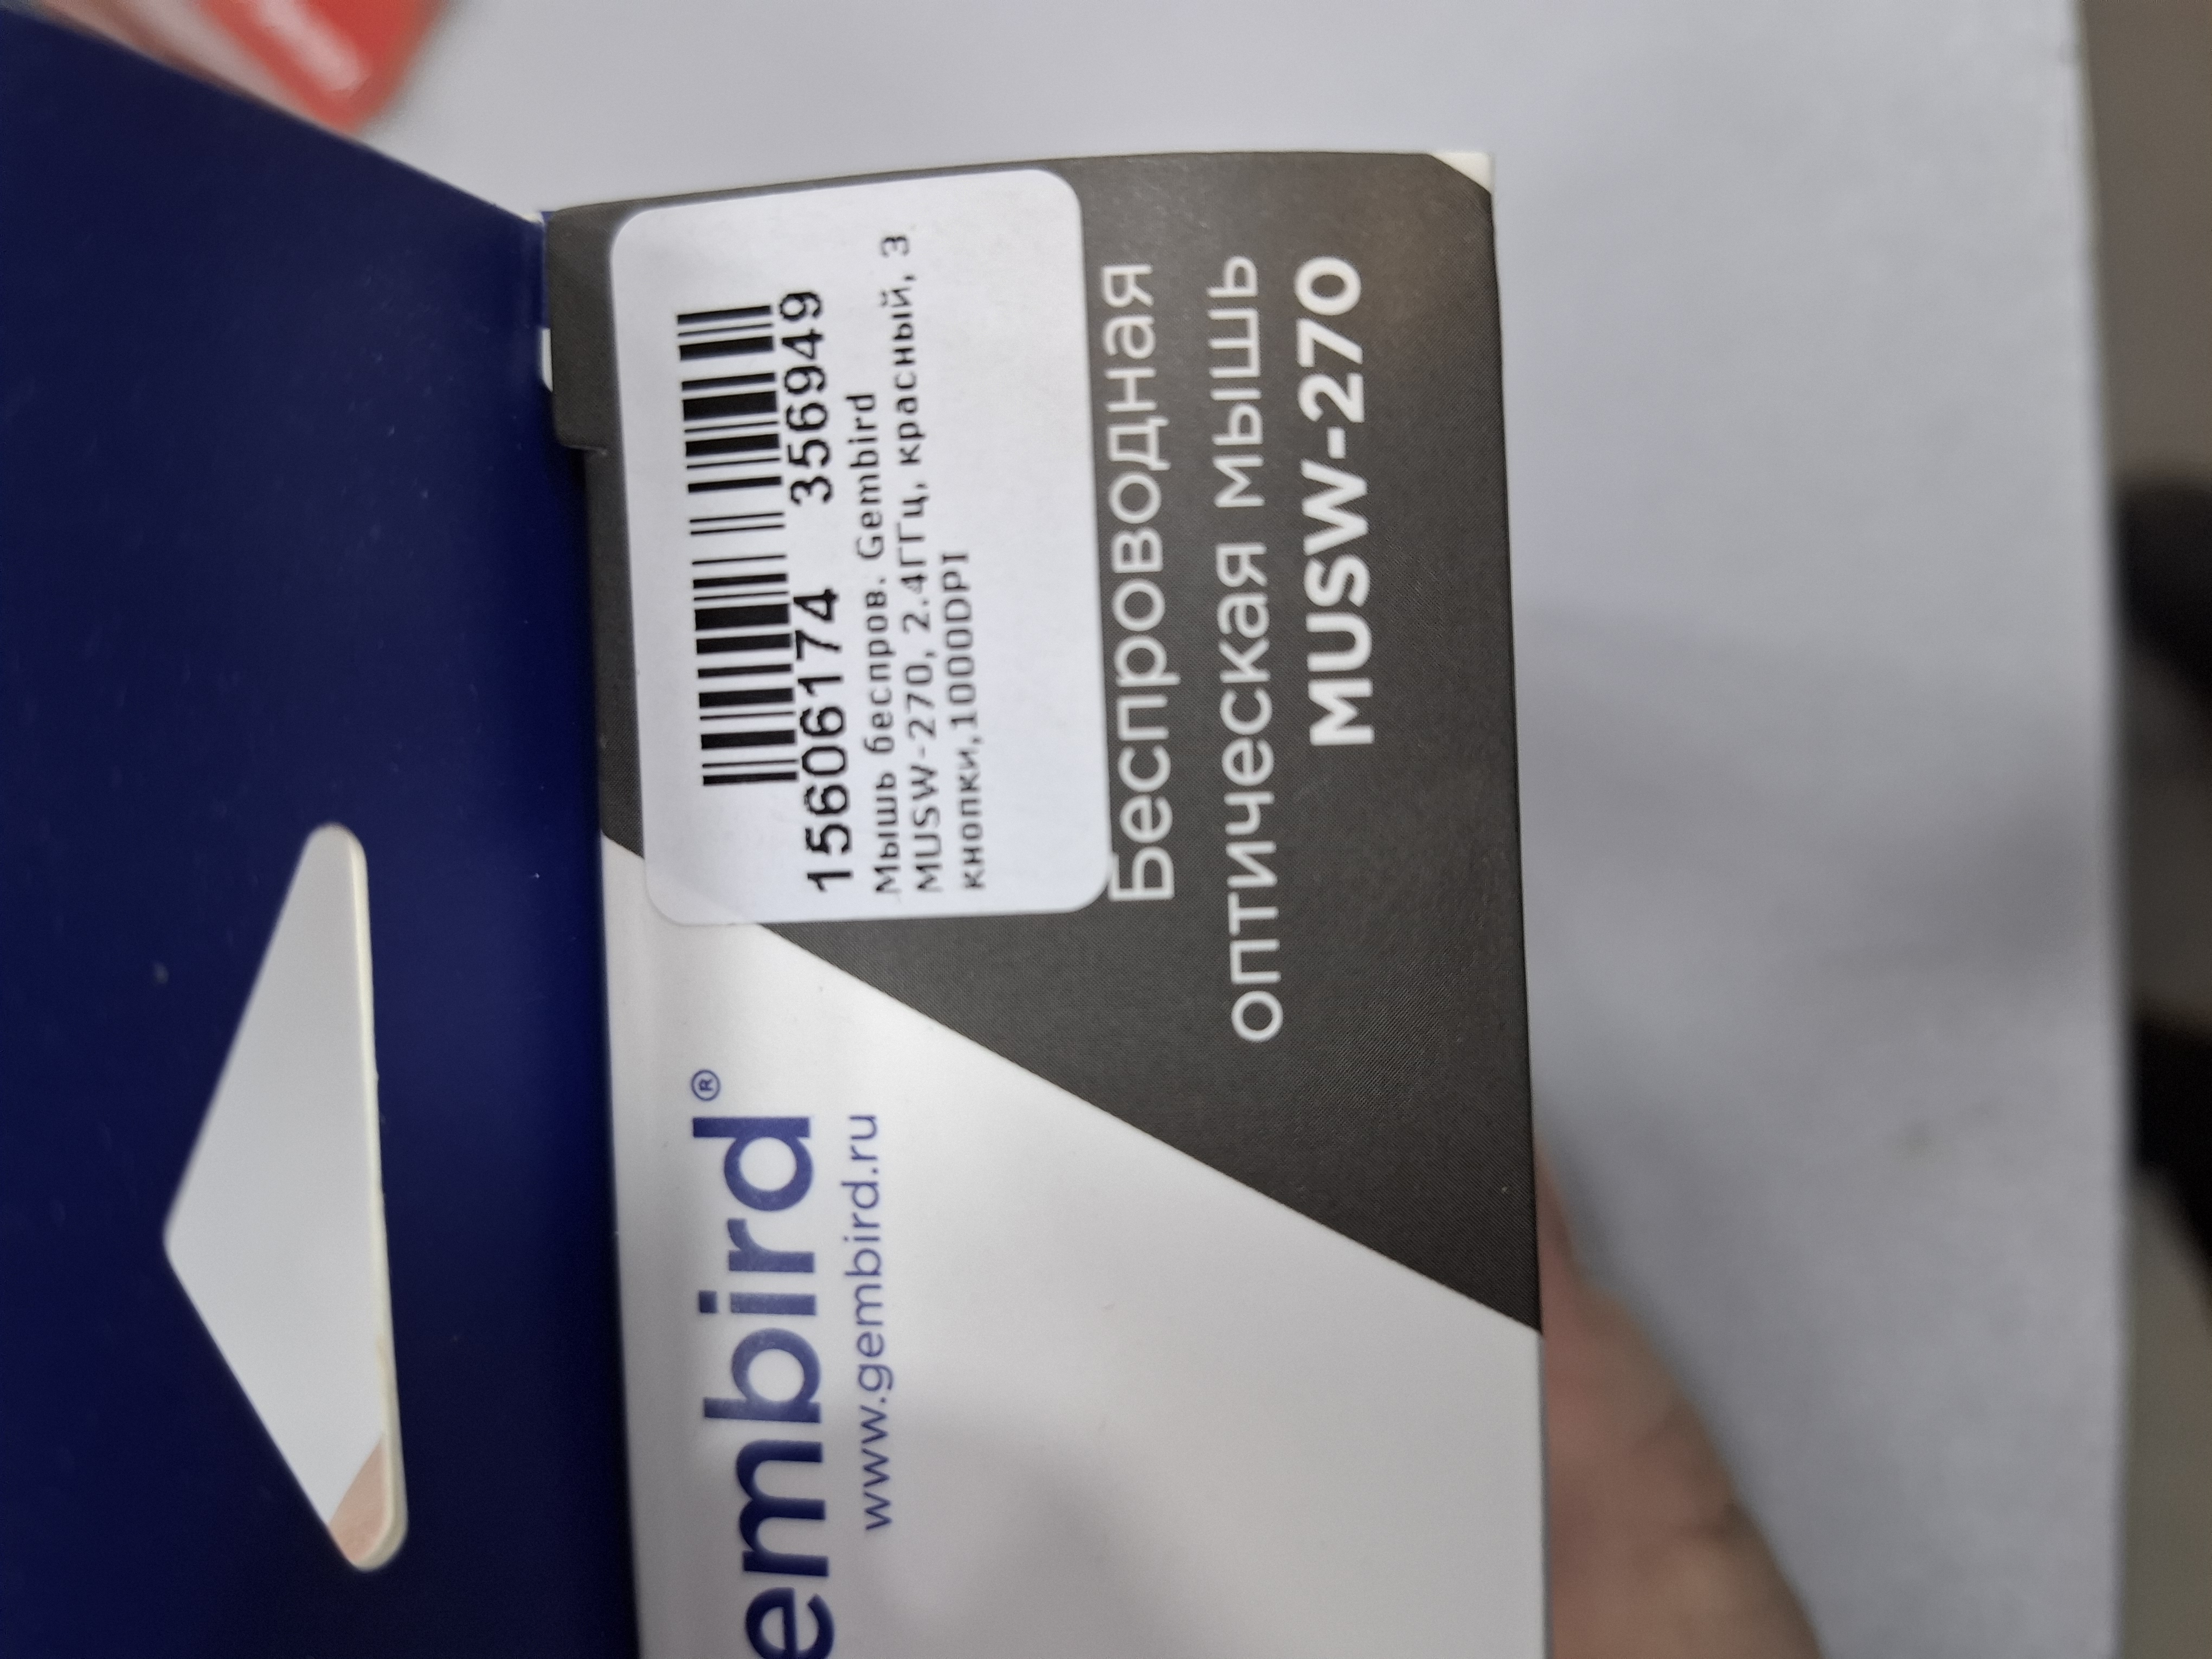 15606174 356949
Мышь беспров. Gembird
MUSW-270, 2.4ГГц, красный, 3
кнопки,1000DPI
Беспроводная
оптическая мышь
MUSW-270
embird®
www.gembird.ru